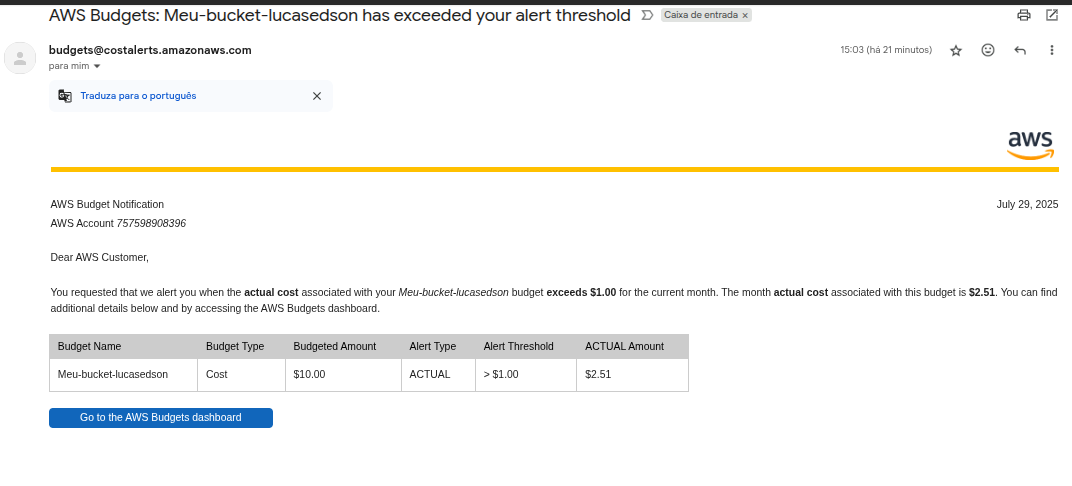 AWS Budgets: Meu-bucket-lucasedson has exceeded your alert threshold Caixa de entrada ×
budgets@costalerts.amazonaws.com 15:03 (há 21 minutos)
para mim
Traduza para o português
aws
AWS Budget Notification July 29, 2025
AWS Account 757598908396
Dear AWS Customer,
You requested that we alert you when the actual cost associated with your Meu-bucket-lucasedson budget exceeds $1.00 for the current month. The month actual cost associated with this budget is $2.51. You can find
additional details below and by accessing the AWS Budgets dashboard.
Budget Name Budget Type Budgeted Amount Alert Type Alert Threshold ACTUAL Amount
Meu-bucket-lucasedson Cost $10.00 ACTUAL > $1.00 $2.51
Go to the AWS Budgets dashboard